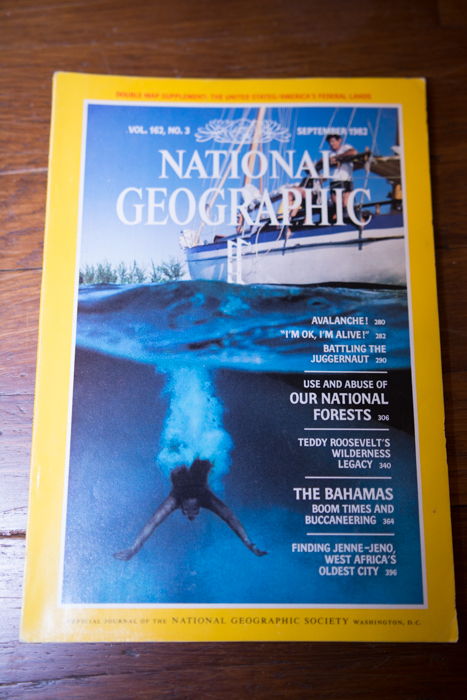 DOUBLE MAP SUPPLEMENT: THE UNITED STATES/AMERICA'S FEDERAL LANDS
VOL. 162, NO. 3 SEPTEMBER 1982
NATIONAL
GEOGRAPHIC
AVALANCHE! 280
"I'M OK, I'M ALIVE!" 282
BATTLING THE
JUGGERNAUT 290
USE AND ABUSE OF
OUR NATIONAL
FORESTS 306
TEDDY ROOSEVELT'S
WILDERNESS
LEGACY 340
THE BAHAMAS
BOOM TIMES AND
BUCCANEERING 364
FINDING JENNE-JENO,
WEST AFRICA'S
OLDEST CITY 396
OFFICIAL JOURNAL OF THE NATIONAL GEOGRAPHIC SOCIETY WASHINGTON, D.C.